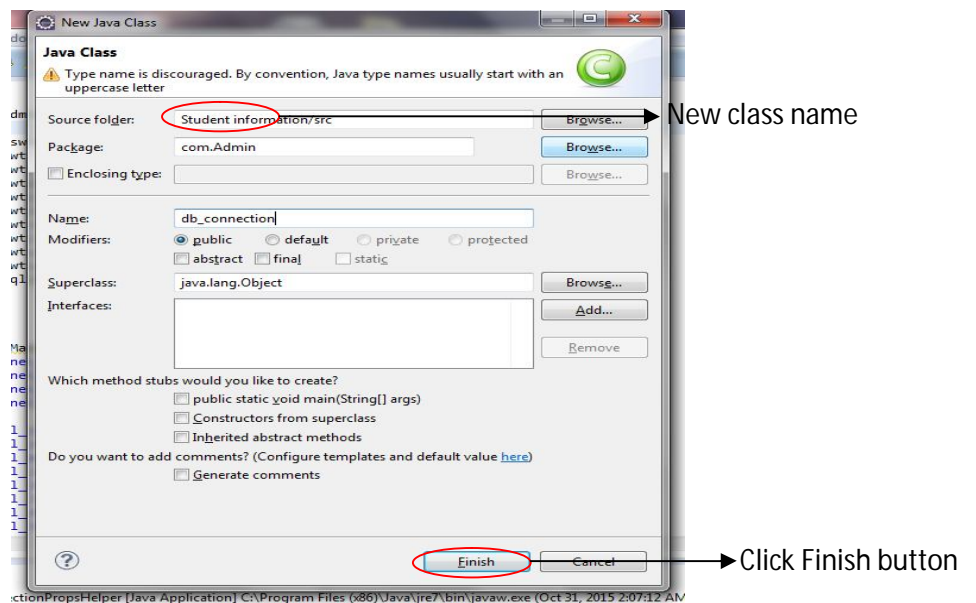 New Java Class
Java Class
Type name is discouraged. By convention, Java type names usually start with an
uppercase letter
Source folder: Student information/src Browse...
New class name
Package: com.Admin Browse...
Enclosing type: Browse...
Name: db_connection
Modifiers: public default private protected
abstract final static
Superclass: java.lang.Object Browse...
Interfaces: Add...
Remove
Which method stubs would you like to create?
public static void main(String[] args)
Constructors from superclass
Inherited abstract methods
Do you want to add comments? (Configure templates and default value here)
Generate comments
Finish Cancel
Click Finish button
ectionPropsHelper [Java Application] C:\Program Files (x86)\Java\jre7\bin\javaw.exe (Oct 31, 2015 2:07:12 AM